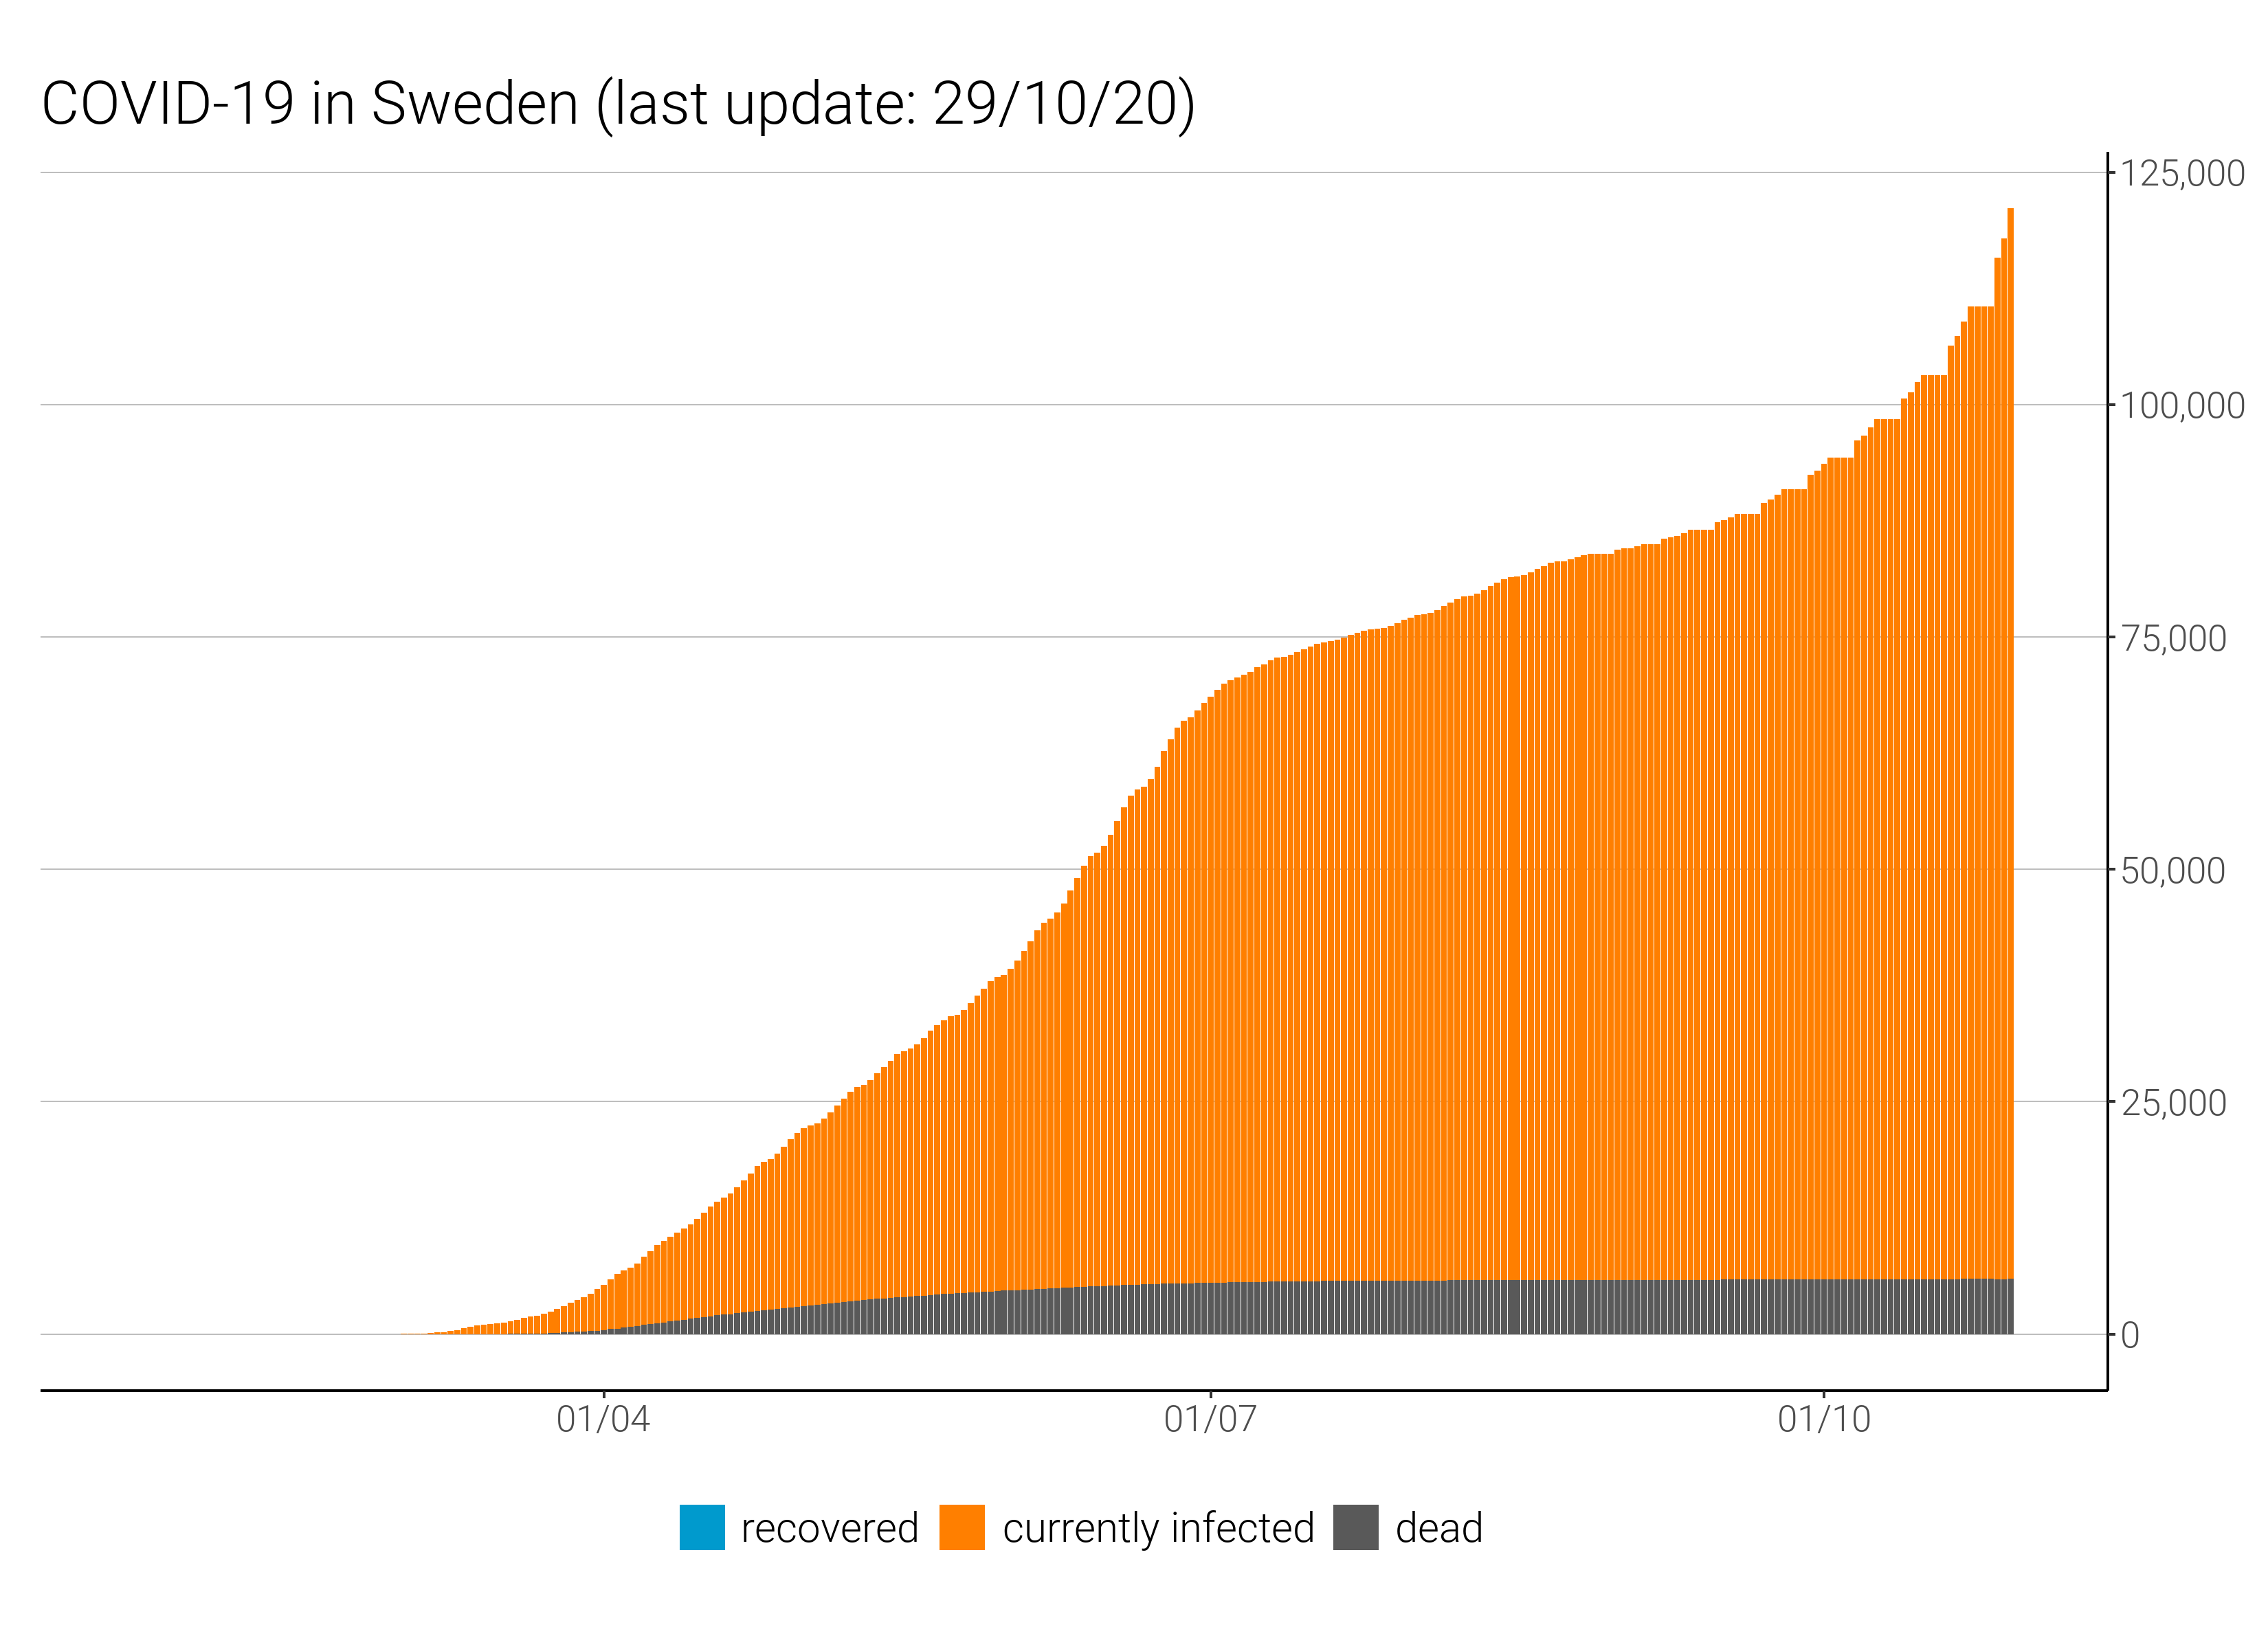 COVID-19 in Sweden (last update: 29/10/20)
125,000
100,000
75,000
50,000
25,000
0
01/04 01/07 01/10
recovered currently infected dead